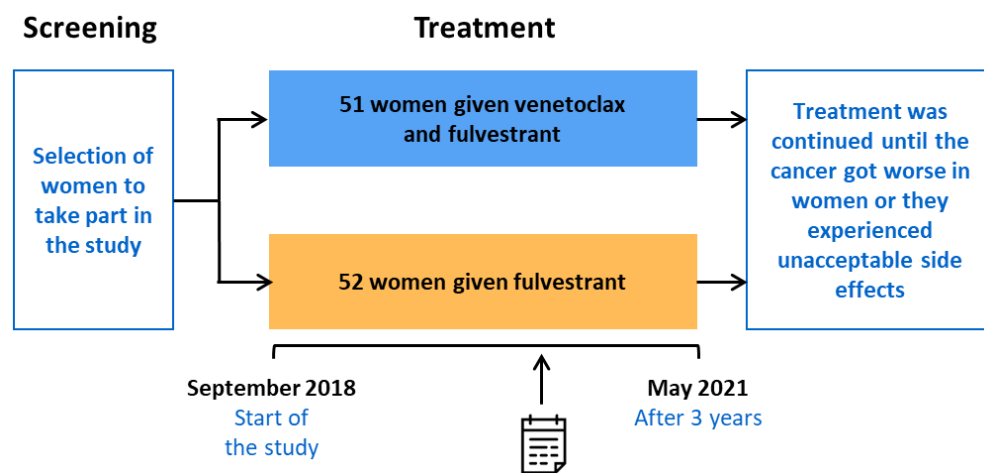 Screening
Treatment
Selection of
women to
take part in
the study
51 women given venetoclax
and fulvestrant
52 women given fulvestrant
Treatment was
continued until the
cancer got worse in
women or they
experienced
unacceptable side
effects
September 2018
Start of
the study
May 2021
After 3 years